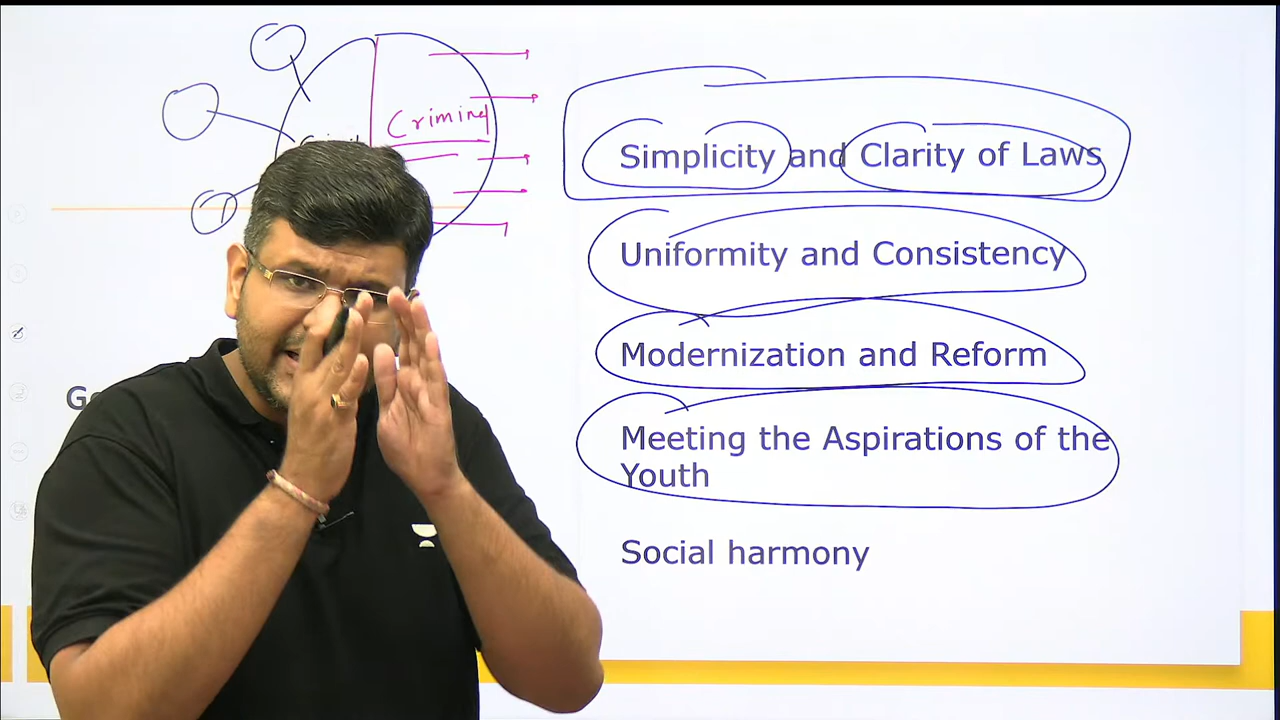 Criminal
Simplicity and Clarity of Laws
Uniformity and Consistency
Modernization and Reform
Meeting the Aspirations of the
Youth
Social harmony